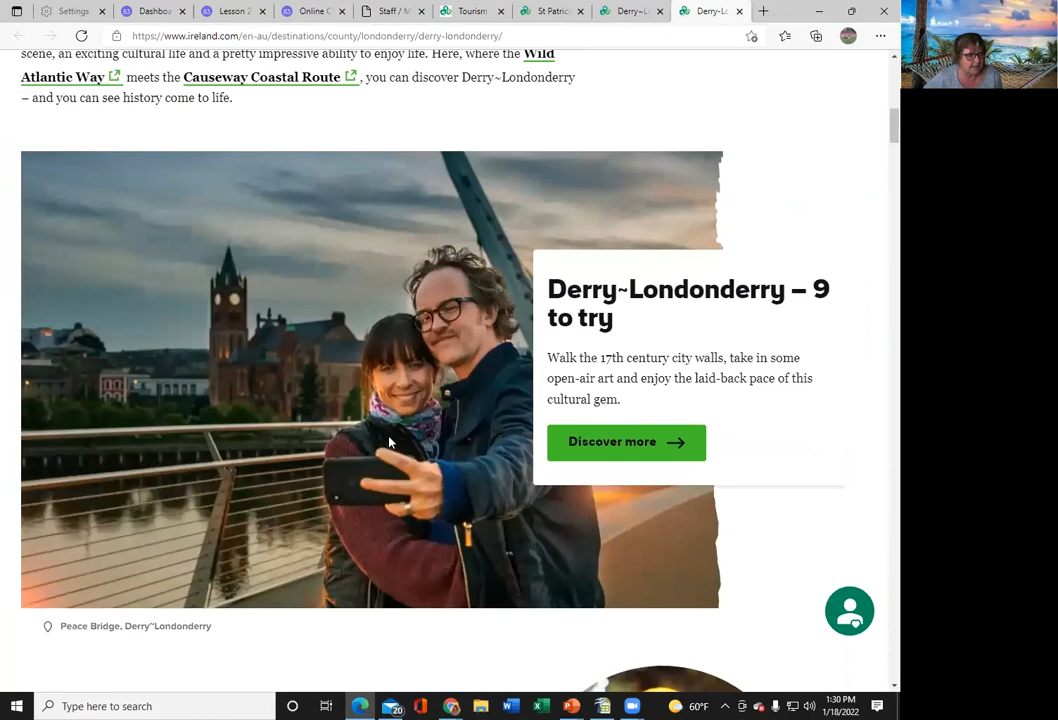 Settings
Dashbo
Lesson 2
Online C
Staff / M
Tourism
St Patric
Derry~L
Derry-Lo
https://www.ireland.com/en-au/destinations/county/londonderry/derry-londonderry/
scene, an exciting cultural life and a pretty impressive ability to enjoy life. Here, where the Wild
Atlantic Way meets the Causeway Coastal Route, you can discover Derry~Londonderry
– and you can see history come to life.
Derry~Londonderry – 9
to try
Walk the 17th century city walls, take in some
open-air art and enjoy the laid-back pace of this
cultural gem.
Discover more
Peace Bridge, Derry~Londonderry
Type here to search
20
60°F
1:30 PM
1/18/2022